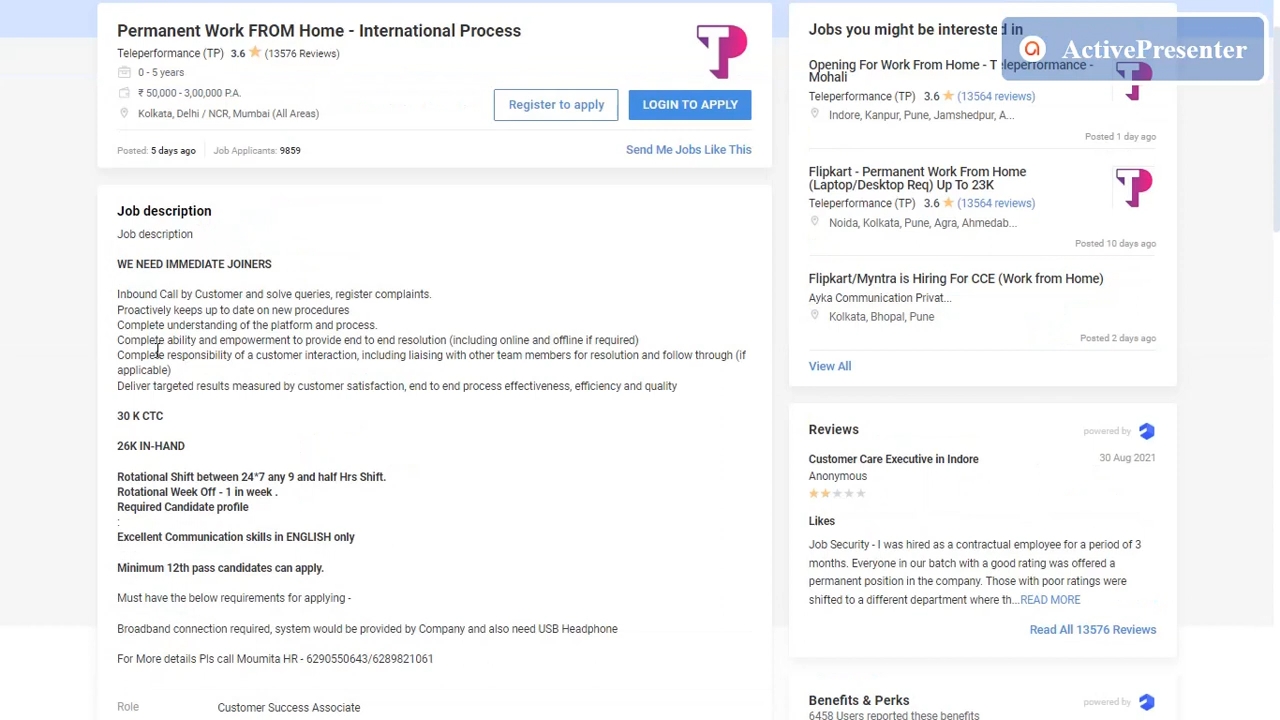 Permanent Work FROM Home - International Process
Teleperformance (TP) 3.6 (13576 Reviews)
0 - 5 years
₹ 50,000 - 3,00,000 P.A.
Kolkata, Delhi / NCR, Mumbai (All Areas)
Register to apply
LOGIN TO APPLY
Posted: 5 days ago
Job Applicants: 9859
Send Me Jobs Like This
Job description
Job description
WE NEED IMMEDIATE JOINERS
Inbound Call by Customer and solve queries, register complaints.
Proactively keeps up to date on new procedures
Complete understanding of the platform and process.
Complete ability and empowerment to provide end to end resolution (including online and offline if required)
Complete responsibility of a customer interaction, including liaising with other team members for resolution and follow through (if
applicable)
Deliver targeted results measured by customer satisfaction, end to end process effectiveness, efficiency and quality
30 K CTC
26K IN-HAND
Rotational Shift between 24*7 any 9 and half Hrs Shift.
Rotational Week Off - 1 in week .
Required Candidate profile
:
Excellent Communication skills in ENGLISH only
Minimum 12th pass candidates can apply.
Must have the below requirements for applying -
Broadband connection required, system would be provided by Company and also need USB Headphone
For More details Pls call Moumita HR - 6290550643/6289821061
Role Customer Success Associate
Jobs you might be interested in
ActivePresenter
Opening For Work From Home - Teleperformance -
Mohali
Teleperformance (TP) 3.6 (13564 reviews)
Indore, Kanpur, Pune, Jamshedpur, A...
Posted 1 day ago
Flipkart - Permanent Work From Home
(Laptop/Desktop Req) Up To 23K
Teleperformance (TP) 3.6 (13564 reviews)
Noida, Kolkata, Pune, Agra, Ahmedab...
Posted 10 days ago
Flipkart/Myntra is Hiring For CCE (Work from Home)
Ayka Communication Privat...
Kolkata, Bhopal, Pune
Posted 2 days ago
View All
Reviews
powered by
Customer Care Executive in Indore
30 Aug 2021
Anonymous
Likes
Job Security - I was hired as a contractual employee for a period of 3
months. Everyone in our batch with a good rating was offered a
permanent position in the company. Those with poor ratings were
shifted to a different department where th...READ MORE
Read All 13576 Reviews
Benefits & Perks
powered by
6458 Users reported these benefits